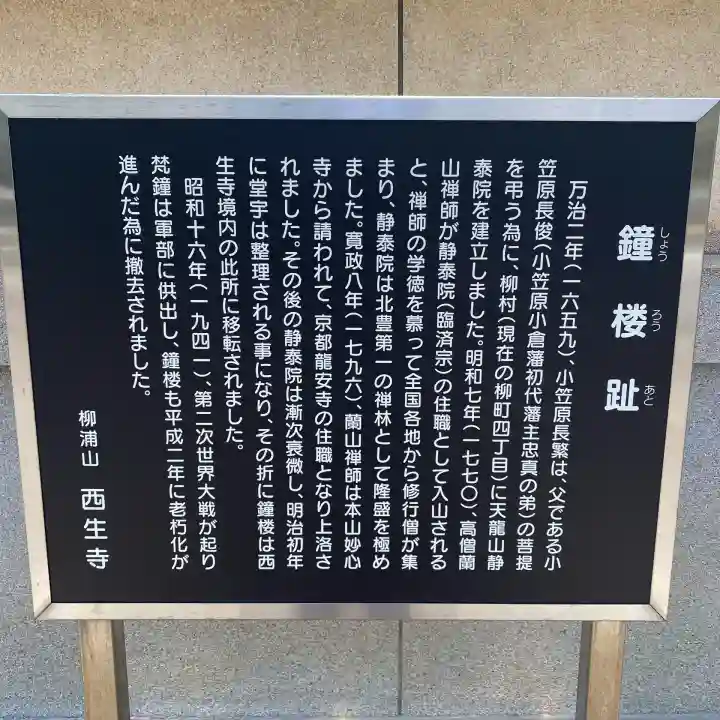 鐘楼趾
しょうろうあと
万治二年(一六五九)、小笠原長繁は、父である小
笠原長俊(小笠原小倉藩初代藩主忠真の弟)の菩提
を弔う為に、柳村(現在の柳町四丁目)に天龍山静
泰院を建立しました。明和七年(一七七〇)、高僧蘭
山禅師が静泰院(臨済宗)の住職として入山される
と、禅師の学徳を慕って全国各地から修行僧が集
まり、静泰院は北豊第一の禅林として隆盛を極め
ました。寛政八年(一七九六)、蘭山禅師は本山妙心
寺から請われて、京都龍安寺の住職となり上洛さ
れました。その後の静泰院は漸次衰微し、明治初年
に堂宇は整理される事になり、その折に鐘楼は西
生寺境内の此所に移転されました。
昭和十六年(一九四一)、第二次世界大戦が起り
梵鐘は軍部に供出し、鐘楼も平成二年に老朽化が
進んだ為に撤去されました。
柳浦山 西生寺